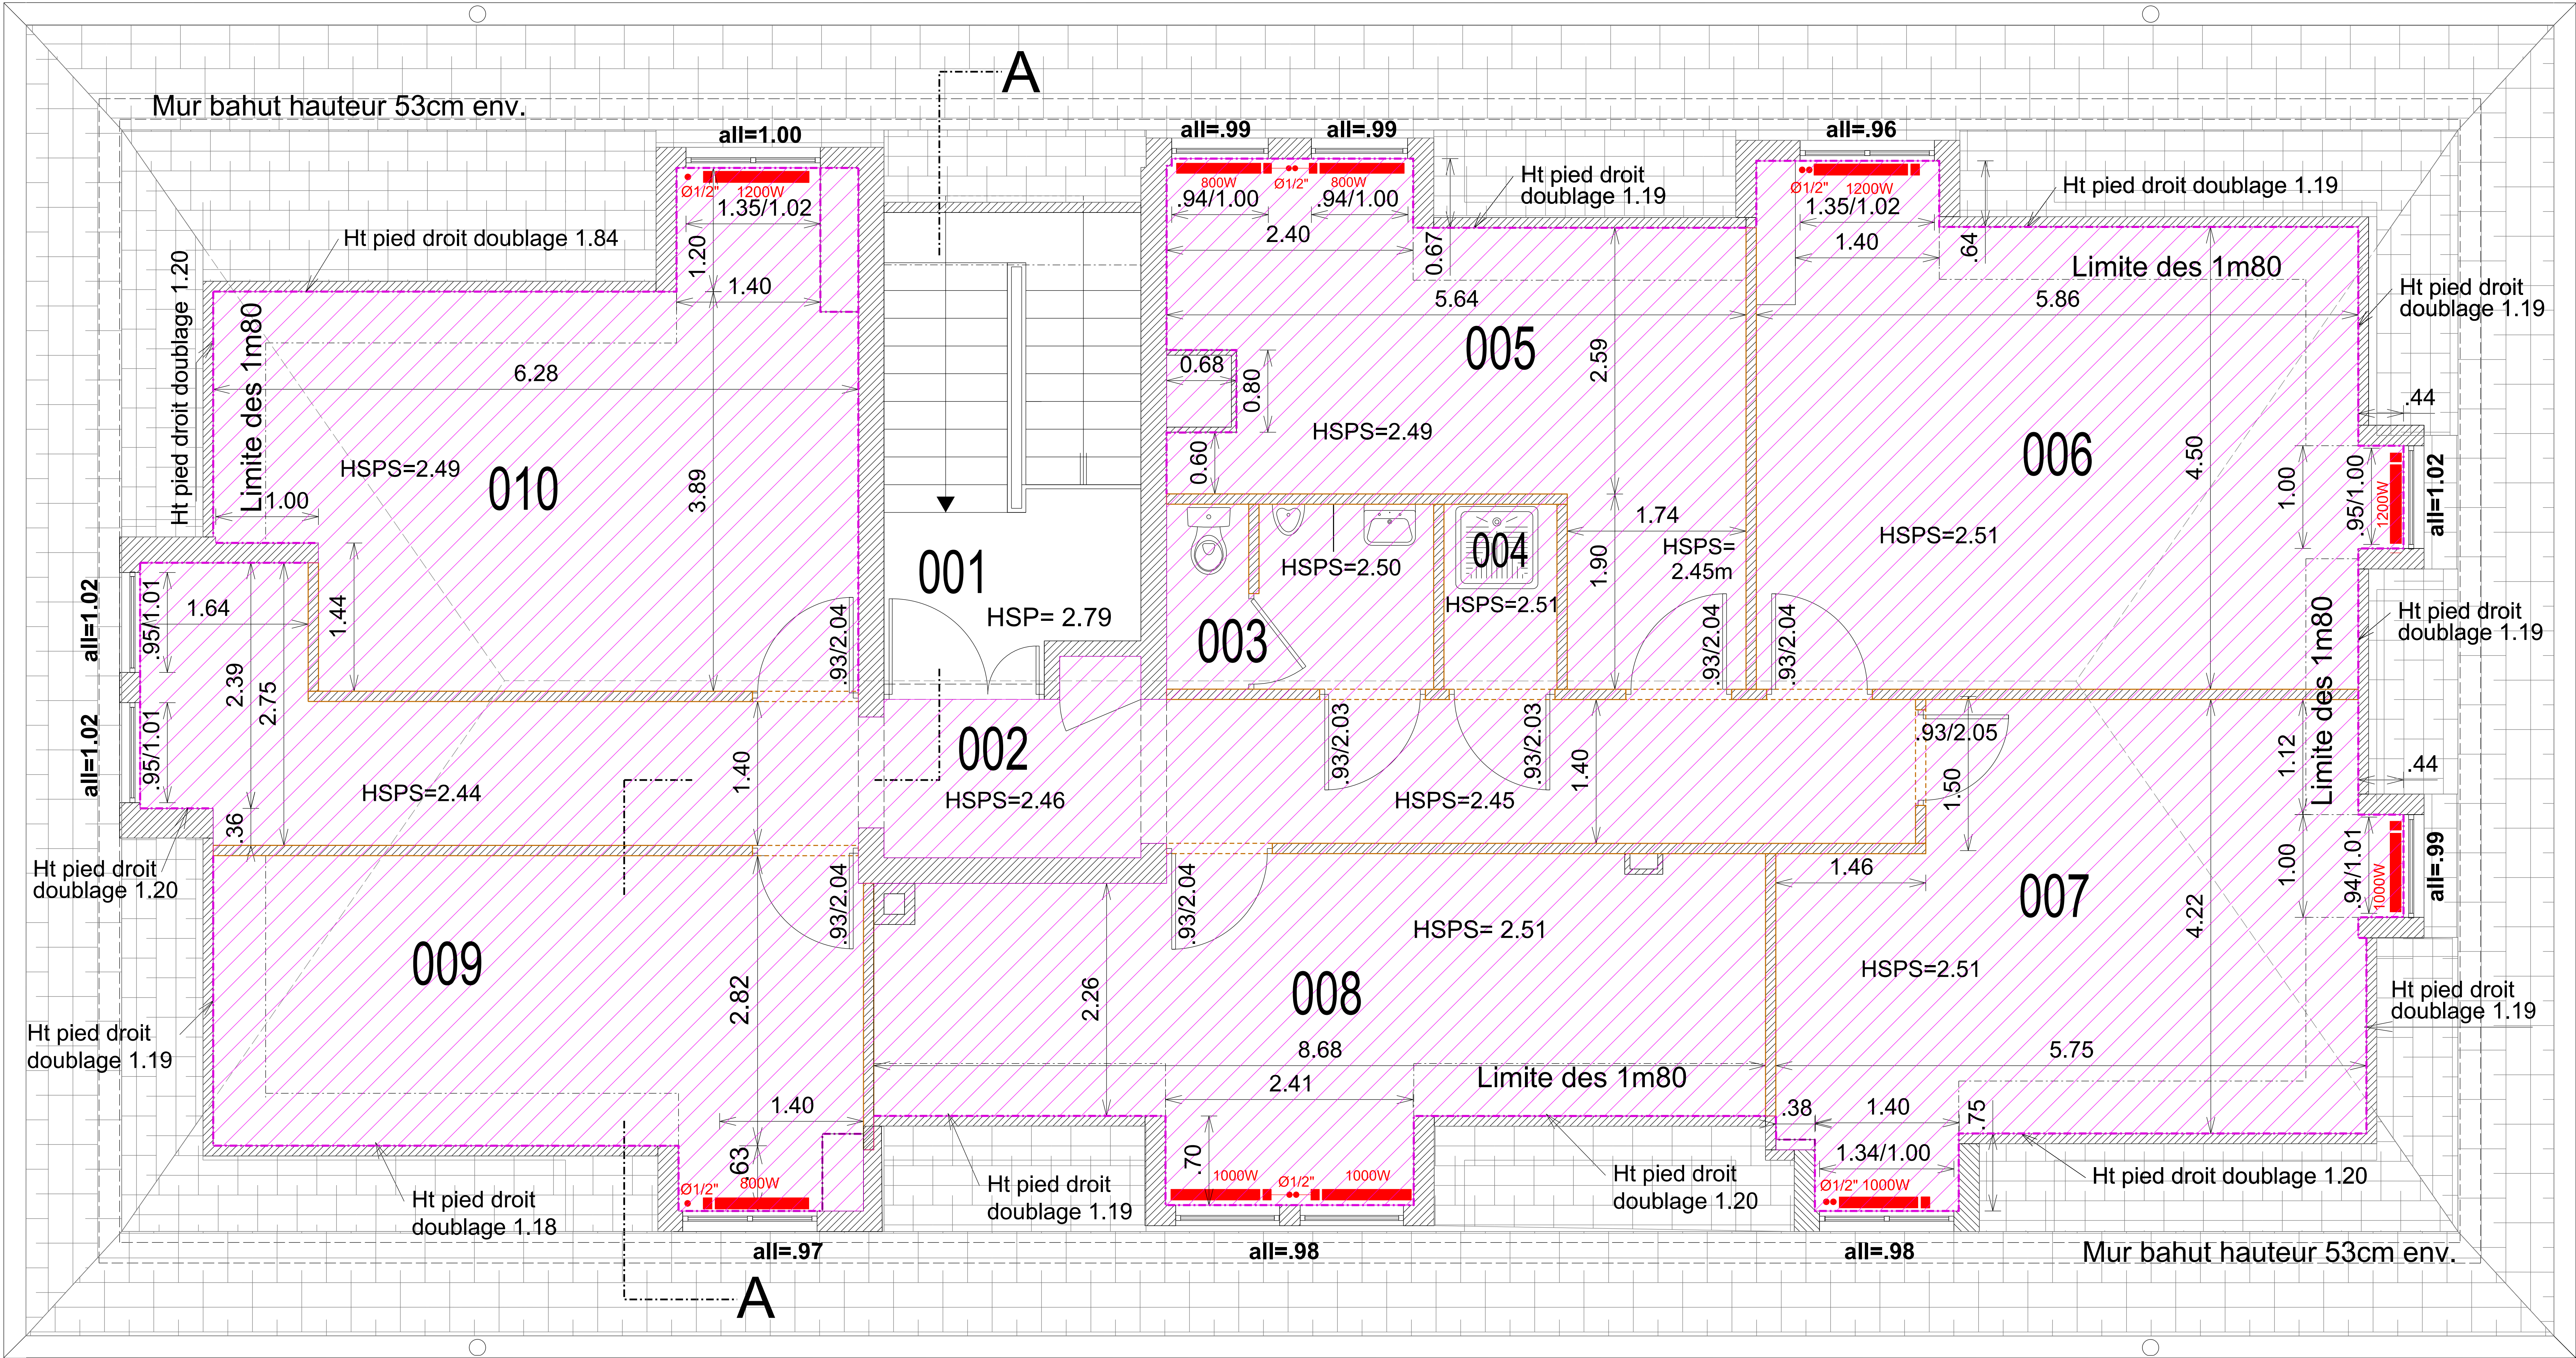 A
Mur bahut hauteur 53cm env.
all=1.00
all=.99
all=.99
all=.96
Ø1/2"
1200W
1.35/1.02
800W
Ø1/2"
800W
.94/1.00
.94/1.00
2.40
0.67
Ht pied droit
doublage 1.19
Ø1/2"
1200W
1.35/1.02
1.40
.64
Ht pied droit doublage 1.19
Limite des 1m80
Ht pied droit doublage 1.84
Ht pied droit doublage 1.20
Limite des 1m80
1.20
1.40
5.64
5.86
Ht pied droit
doublage 1.19
6.28
0.68
0.80
005
2.59
.44
HSPS=2.49
010
1.00
3.89
HSPS=2.49
0.60
006
4.50
HSPS=2.51
1.00
.95/1.00
1200W
all=1.02
001
HSP= 2.79
HSPS=2.50
004
HSPS=2.51
1.74
HSPS=
2.45m
1.90
003
.93/2.04
.93/2.04
.93/2.04
Ht pied droit
doublage 1.19
Limite des 1m80
all=1.02
.95/1.01
1.64
1.44
2.39
2.75
all=1.02
.95/1.01
.36
HSPS=2.44
1.40
002
HSPS=2.46
.93/2.03
.93/2.03
HSPS=2.45
1.40
.93/2.05
1.50
1.12
.44
Ht pied droit
doublage 1.20
.93/2.04
.93/2.04
1.46
007
4.22
1.00
.94/1.01
1000W
all=.99
009
HSPS= 2.51
HSPS=2.51
008
2.82
2.26
Ht pied droit
doublage 1.19
Ht pied droit
doublage 1.19
8.68
5.75
Limite des 1m80
2.41
1.40
.38
1.40
.75
.63
.70
1.34/1.00
Ø1/2"
800W
1000W
Ø1/2"
1000W
Ø1/2"
1000W
Ht pied droit
doublage 1.18
Ht pied droit
doublage 1.19
Ht pied droit
doublage 1.20
Ht pied droit doublage 1.20
all=.97
all=.98
all=.98
Mur bahut hauteur 53cm env.
A